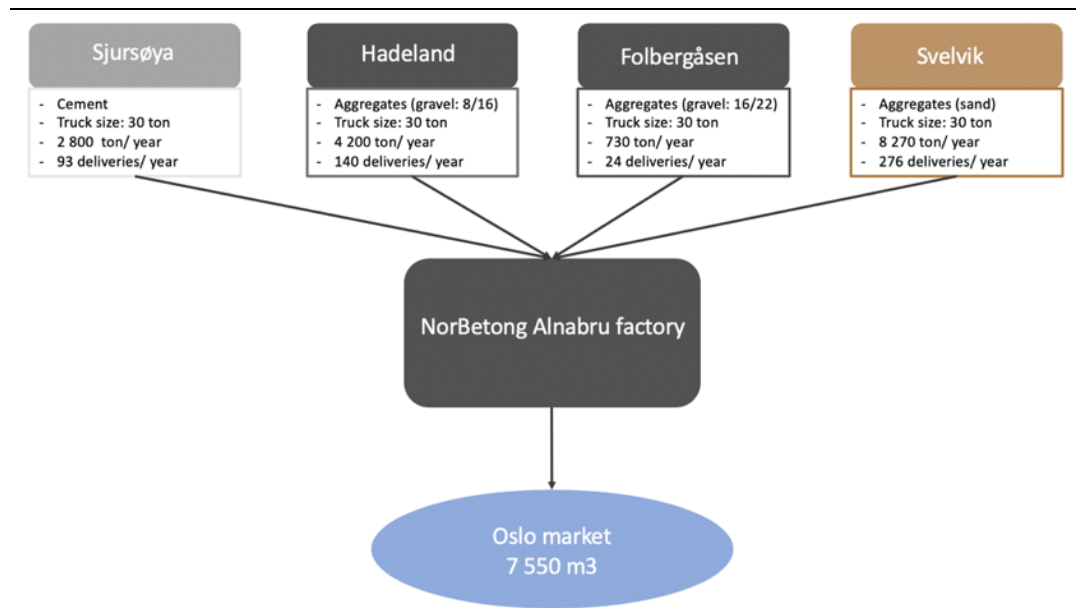 Sjursøya
- Cement
- Truck size: 30 ton
- 2 800 ton/ year
- 93 deliveries/ year
Hadeland
- Aggregates (gravel: 8/16)
- Truck size: 30 ton
- 4 200 ton/ year
- 140 deliveries/ year
Folbergåsen
- Aggregates (gravel: 16/22)
- Truck size: 30 ton
- 730 ton/ year
- 24 deliveries/ year
Svelvik
- Aggregates (sand)
- Truck size: 30 ton
- 8 270 ton/ year
- 276 deliveries/ year
NorBetong Alnabru factory
Oslo market
7 550 m3